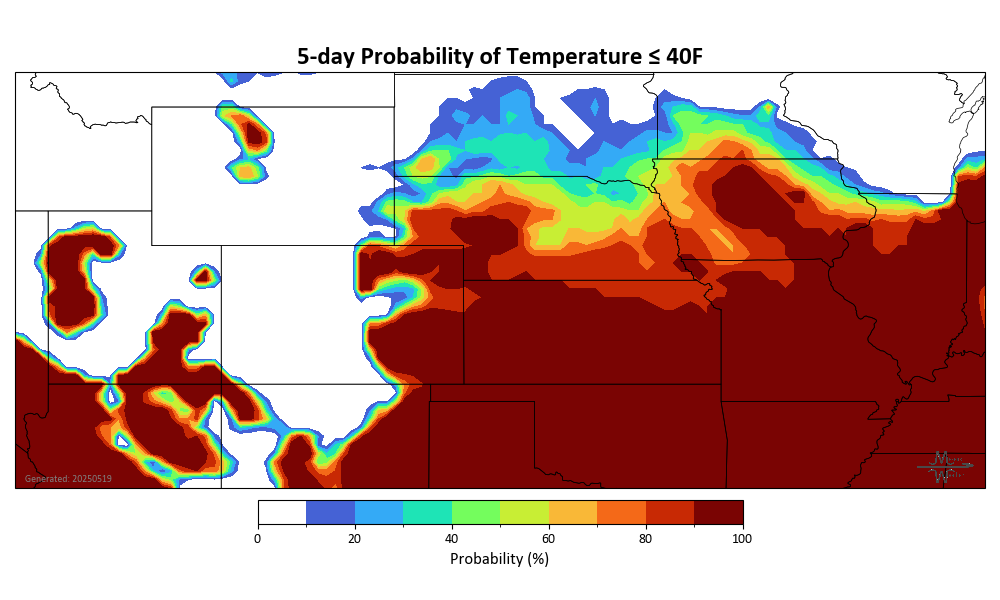 5-day Probability of Temperature ≤ 40F
Generated: 20250519
0 20 40 60 80 100
Probability (%)